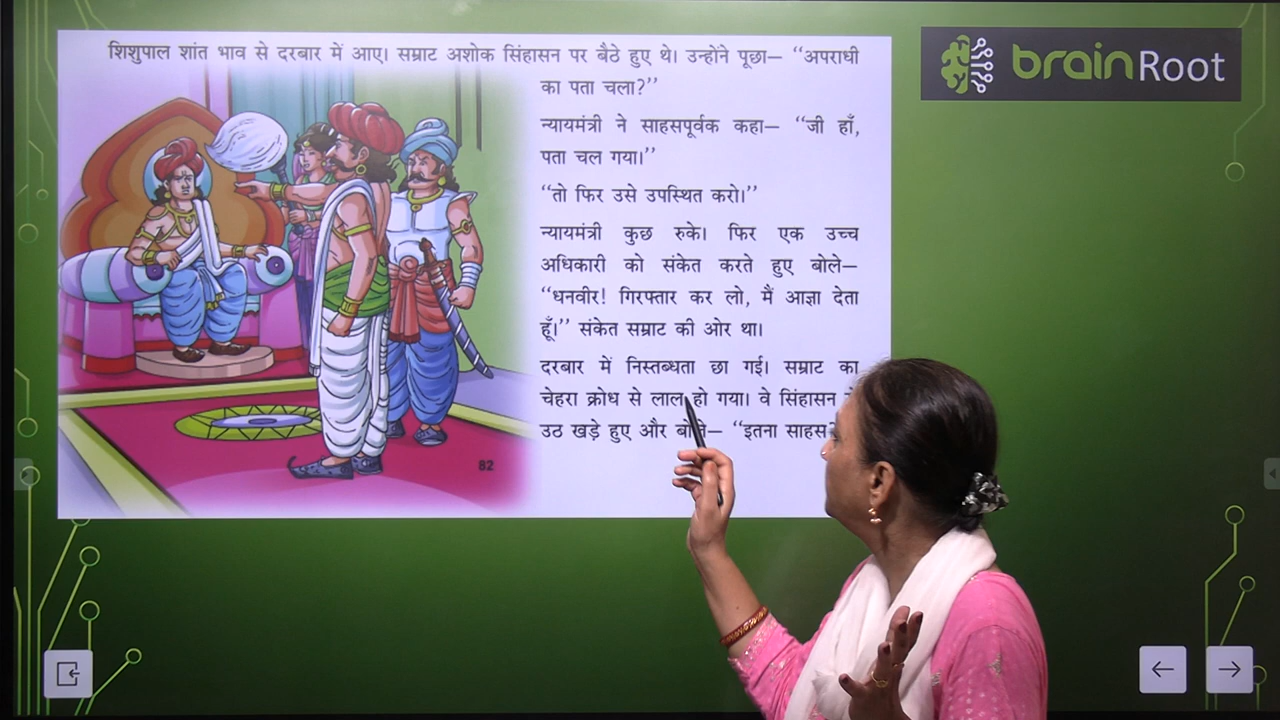 शिशुपाल शांत भाव से दरबार में आए। सम्राट अशोक सिंहासन पर बैठे हुए थे। उन्होंने पूछा— “अपराधी
का पता चला?”
न्यायमंत्री ने साहसपूर्वक कहा— “जी हाँ,
पता चल गया।”
“तो फिर उसे उपस्थित करो।”
न्यायमंत्री कुछ रुके। फिर एक उच्च
अधिकारी को संकेत करते हुए बोले—
“धनवीर! गिरफ्तार कर लो, मैं आज्ञा देता
हूँ।” संकेत सम्राट की ओर था।
दरबार में निस्तब्धता छा गई। सम्राट का
चेहरा क्रोध से लाल हो गया। वे सिंहासन
उठ खड़े हुए और बोले— “इतना साहस
82
brainRoot